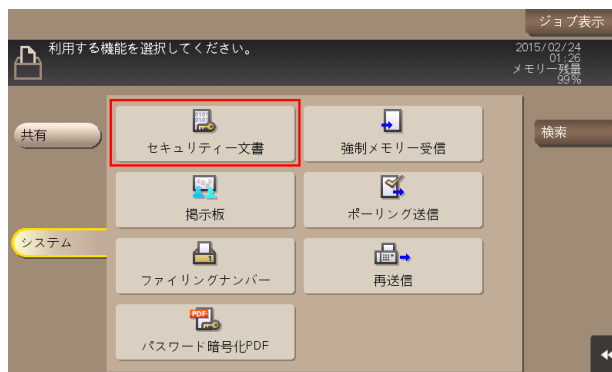 ジョブ表示
利用する機能を選択してください。
2015/02/24
01:26
メモリー残量
99%
共有
セキュリティー文書
強制メモリー受信
検索
掲示板
ポーリング送信
システム
ファイリングナンバー
再送信
PDF
パスワード暗号化PDF